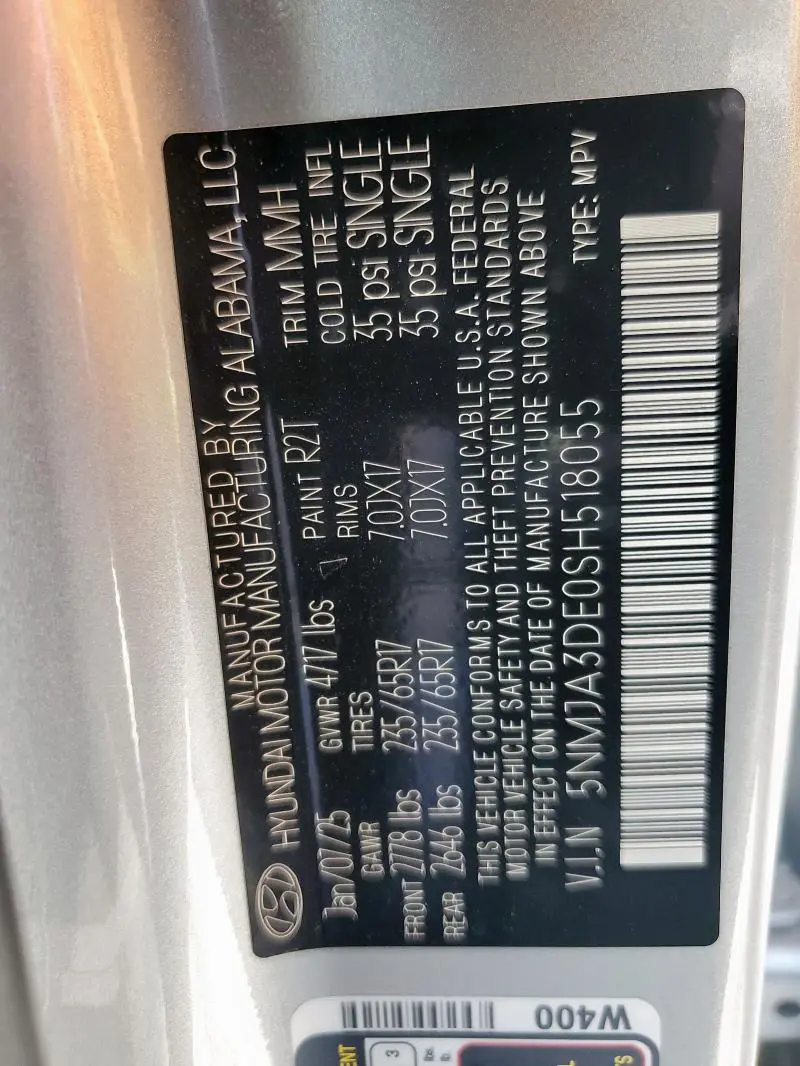 MANUFACTURED BY
HYUNDAI MOTOR MANUFACTURING ALABAMA, LLC
Jan/07/25 GVWR 4717 lbs PAINT R2T TRIM MMH
GAWR TIRES RIMS COLD TIRE INFL
FRONT 2778 lbs 235/65R17 7.0JX17 35 psi SINGLE
REAR 2646 lbs 235/65R17 7.0JX17 35 psi SINGLE
THIS VEHICLE CONFORMS TO ALL APPLICABLE U.S.A. FEDERAL
MOTOR VEHICLE SAFETY AND THEFT PREVENTION STANDARDS
IN EFFECT ON THE DATE OF MANUFACTURE SHOWN ABOVE
V.I.N 5NMJA3DE0SH518055 TYPE: MPV
W400
3
lbs.